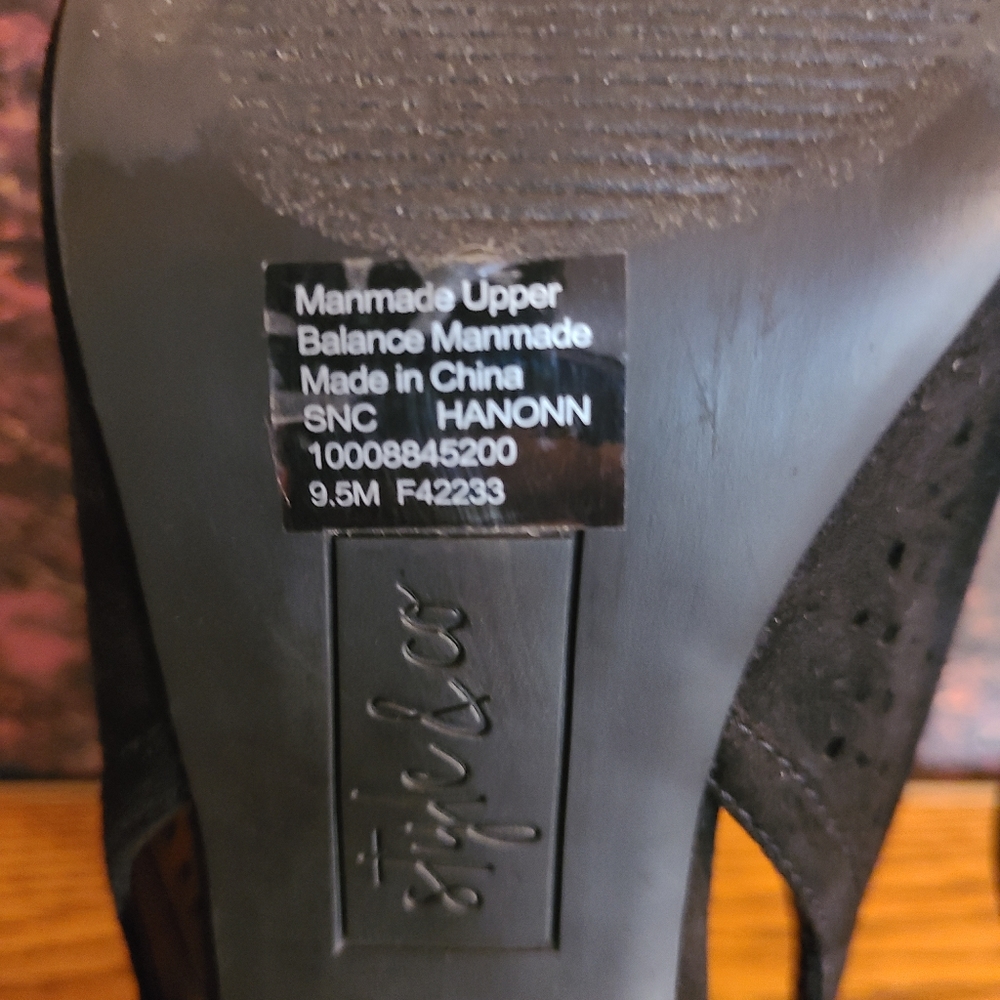 Manmade Upper
Balance Manmade
Made in China
SNC HANONN
10008845200
9.5M F42233
style&co